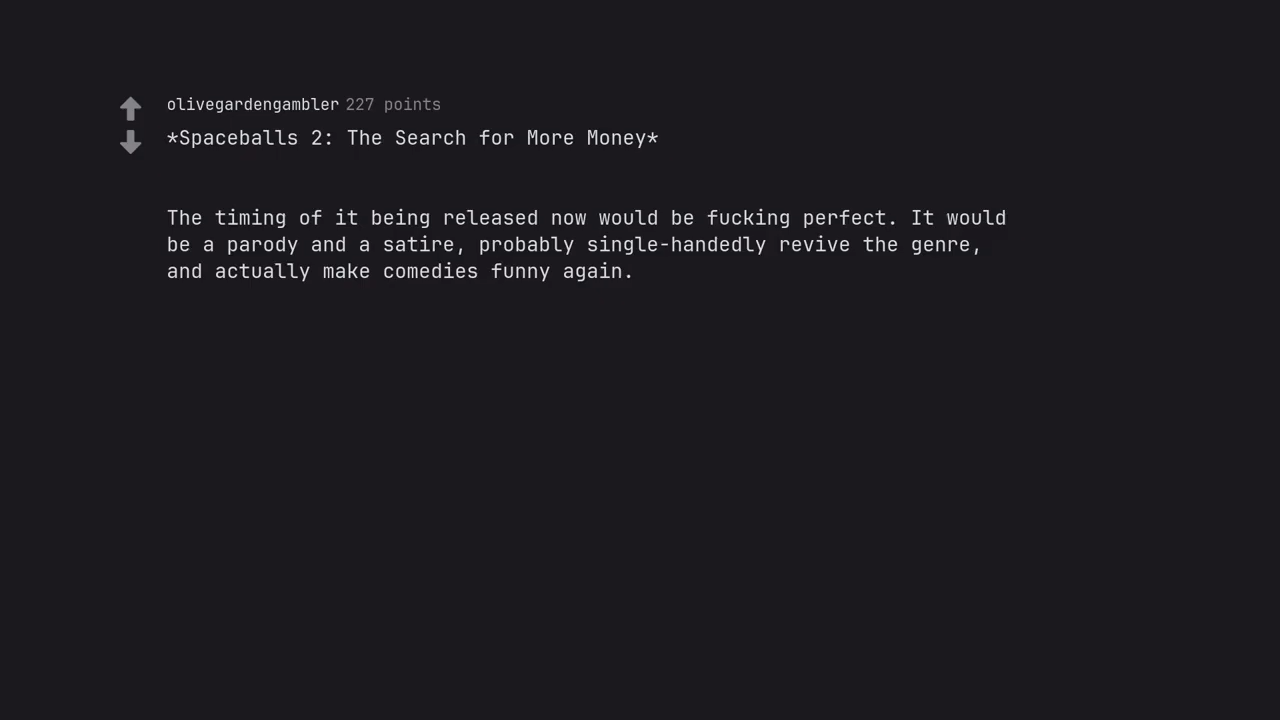 olivegardengambler 227 points
*Spaceballs 2: The Search for More Money*
The timing of it being released now would be fucking perfect. It would
be a parody and a satire, probably single-handedly revive the genre,
and actually make comedies funny again.